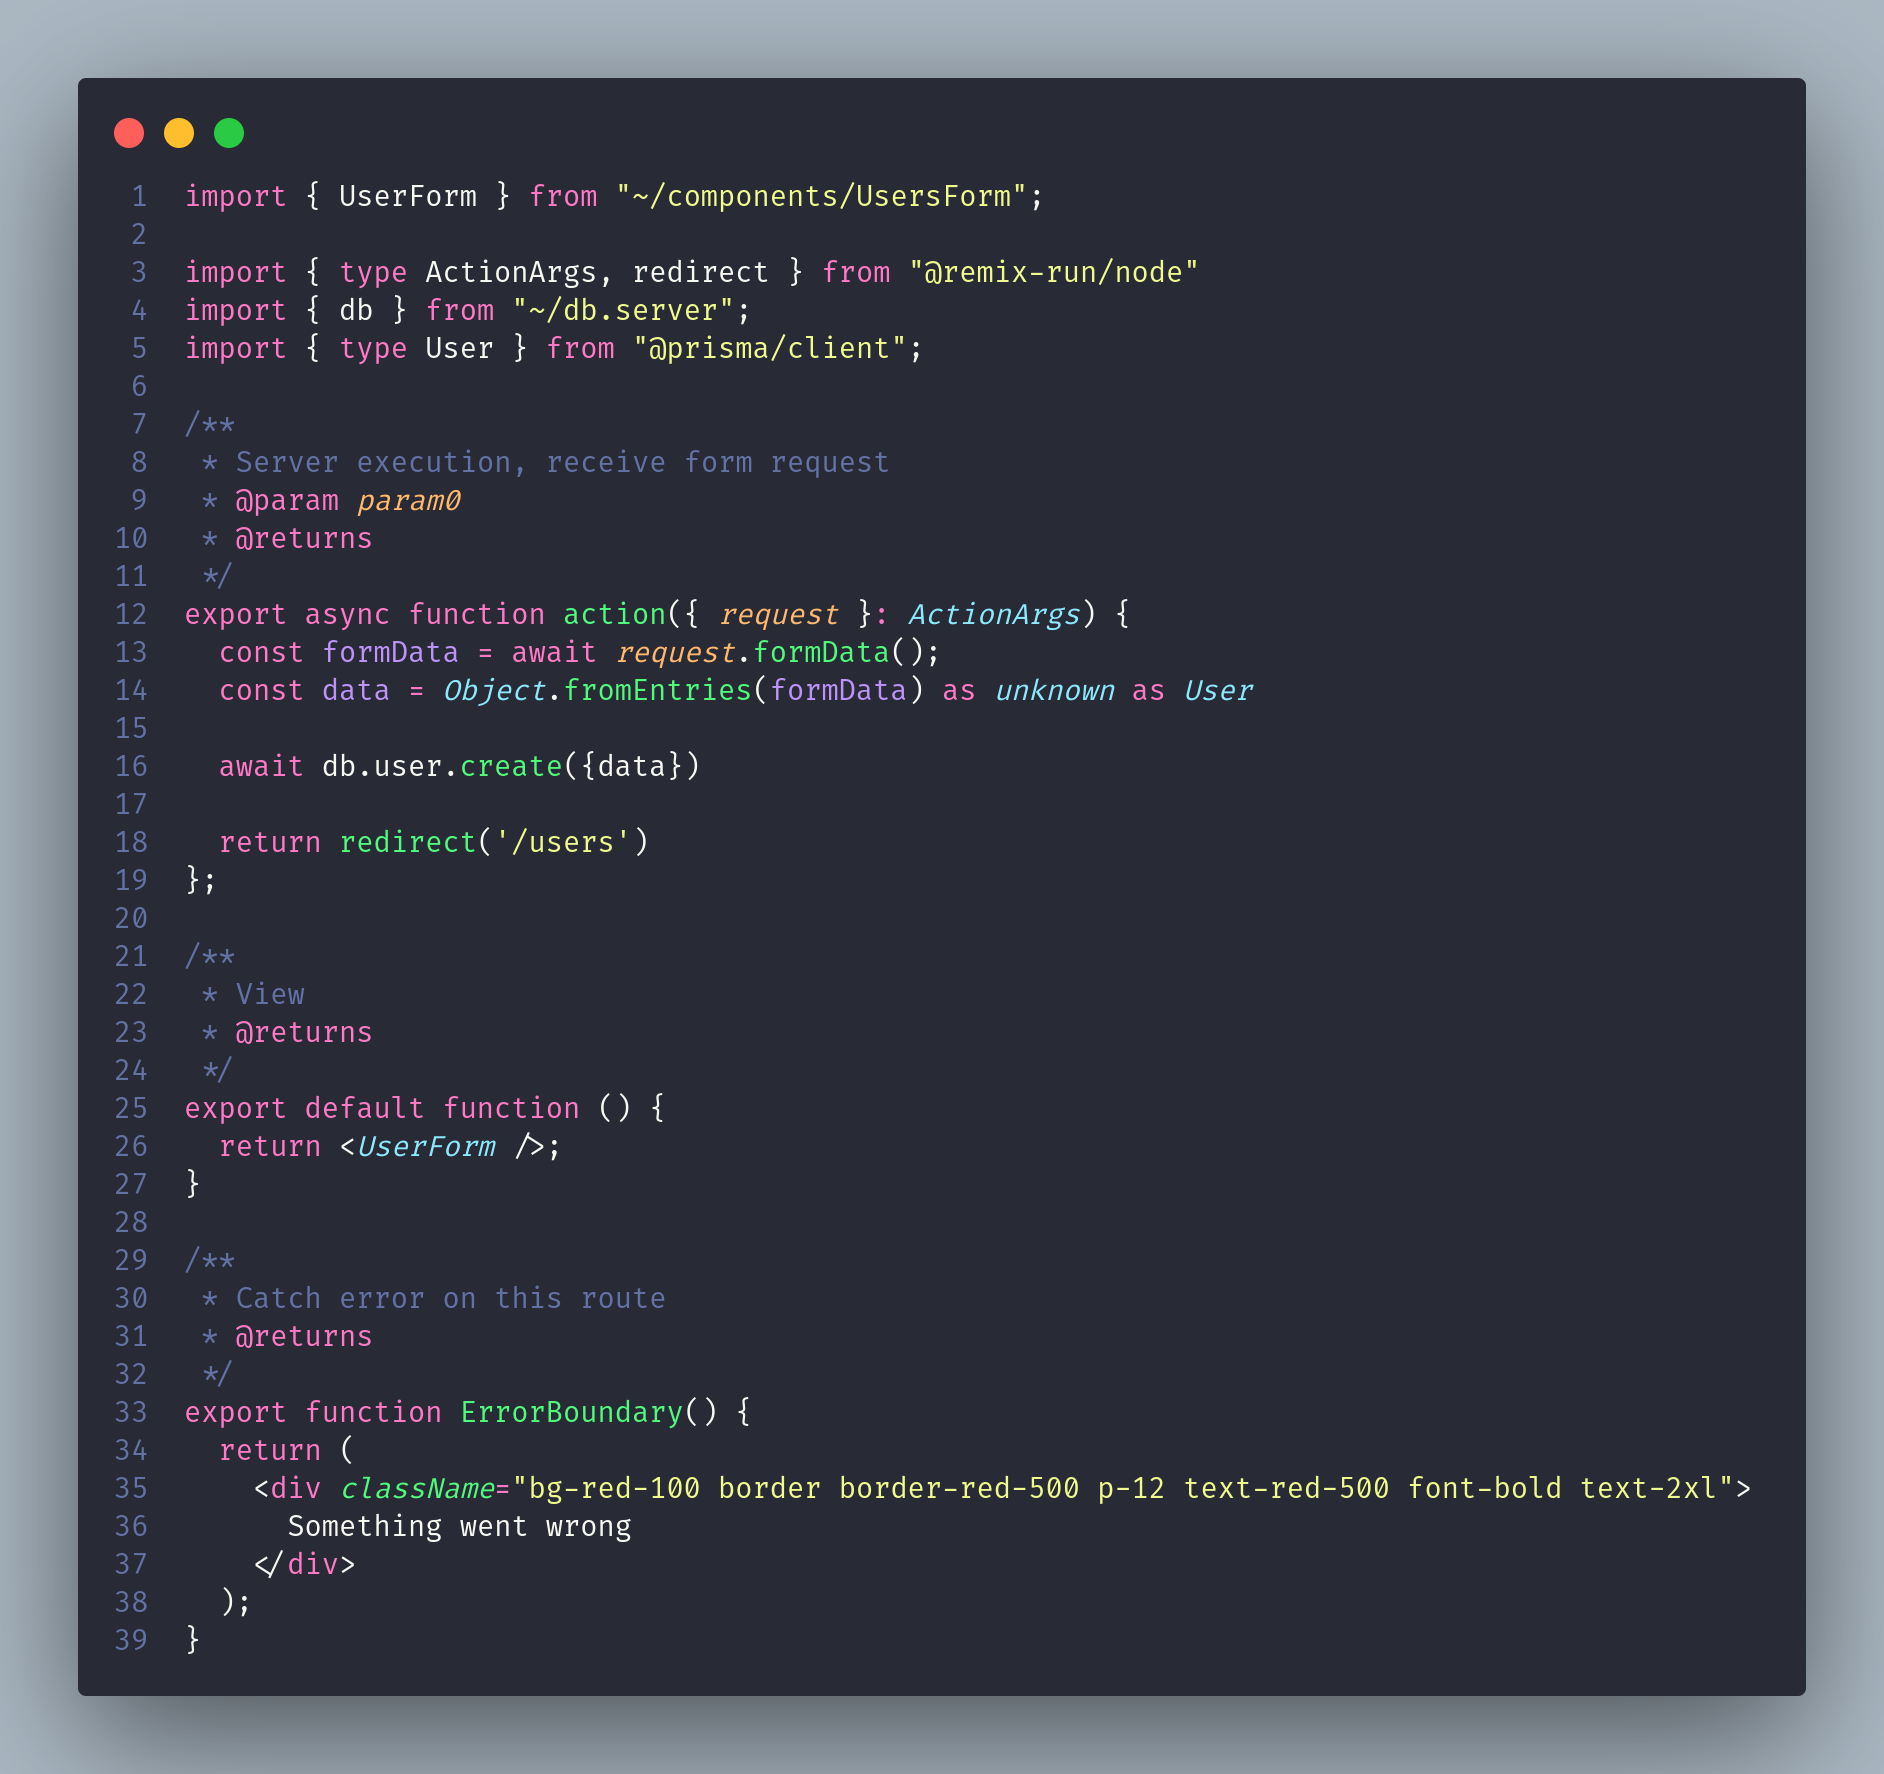 1 import { UserForm } from "~/components/UsersForm";
2
3 import { type ActionArgs, redirect } from "@remix-run/node"
4 import { db } from "~/db.server";
5 import { type User } from "@prisma/client";
6
7 /**
8  * Server execution, receive form request
9  * @param param0
10  * @returns
11  */
12 export async function action({ request }: ActionArgs) {
13   const formData = await request.formData();
14   const data = Object.fromEntries(formData) as unknown as User
15
16   await db.user.create({data})
17
18   return redirect('/users')
19 };
20
21 /**
22  * View
23  * @returns
24  */
25 export default function () {
26   return <UserForm />;
27 }
28
29 /**
30  * Catch error on this route
31  * @returns
32  */
33 export function ErrorBoundary() {
34   return (
35     <div className="bg-red-100 border border-red-500 p-12 text-red-500 font-bold text-2xl">
36       Something went wrong
37     </div>
38   );
39 }